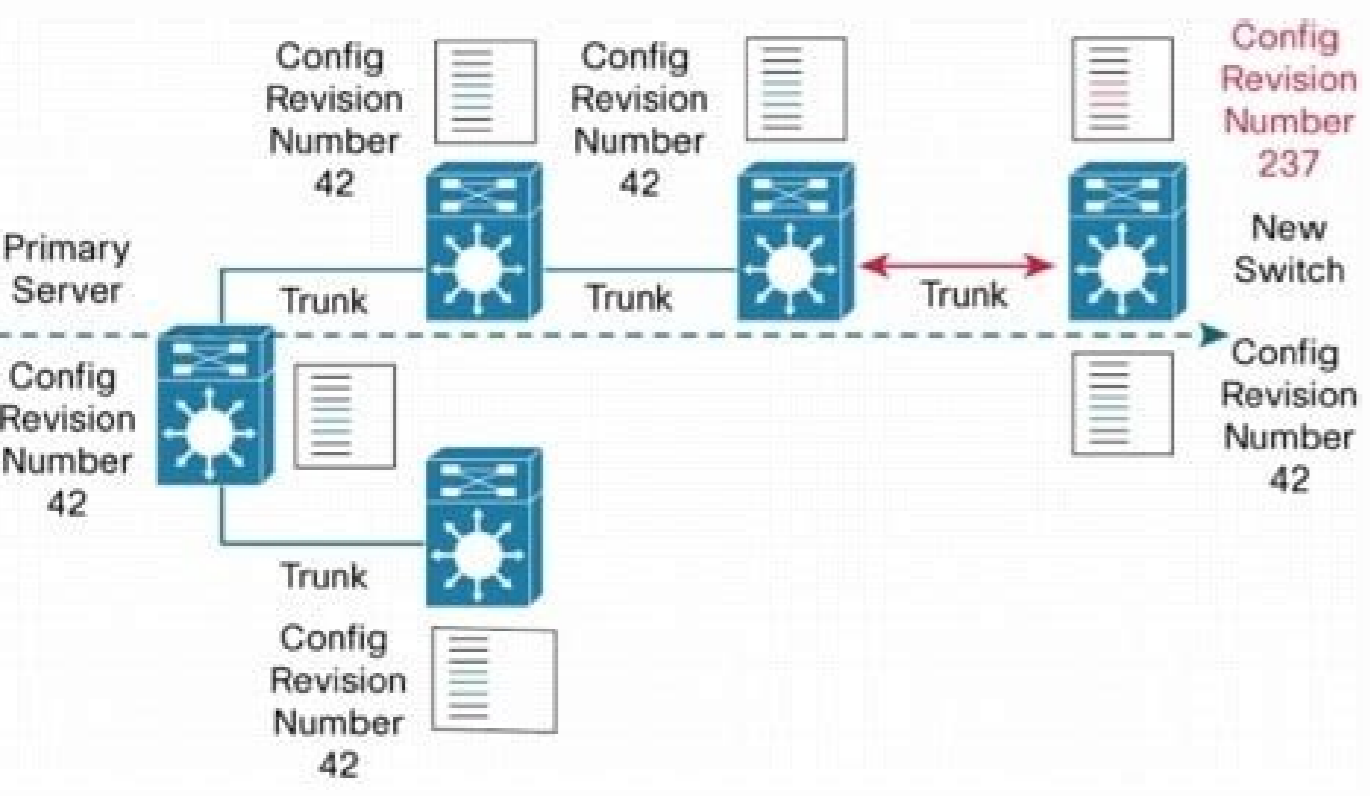 Config
Revision
Number
42
Config
Revision
Number
42
Config
Revision
Number
237
New
Switch
Primary
Server
Trunk
Trunk
Trunk
Config
Revision
Number
42
Config
Revision
Number
42
Trunk
Config
Revision
Number
42